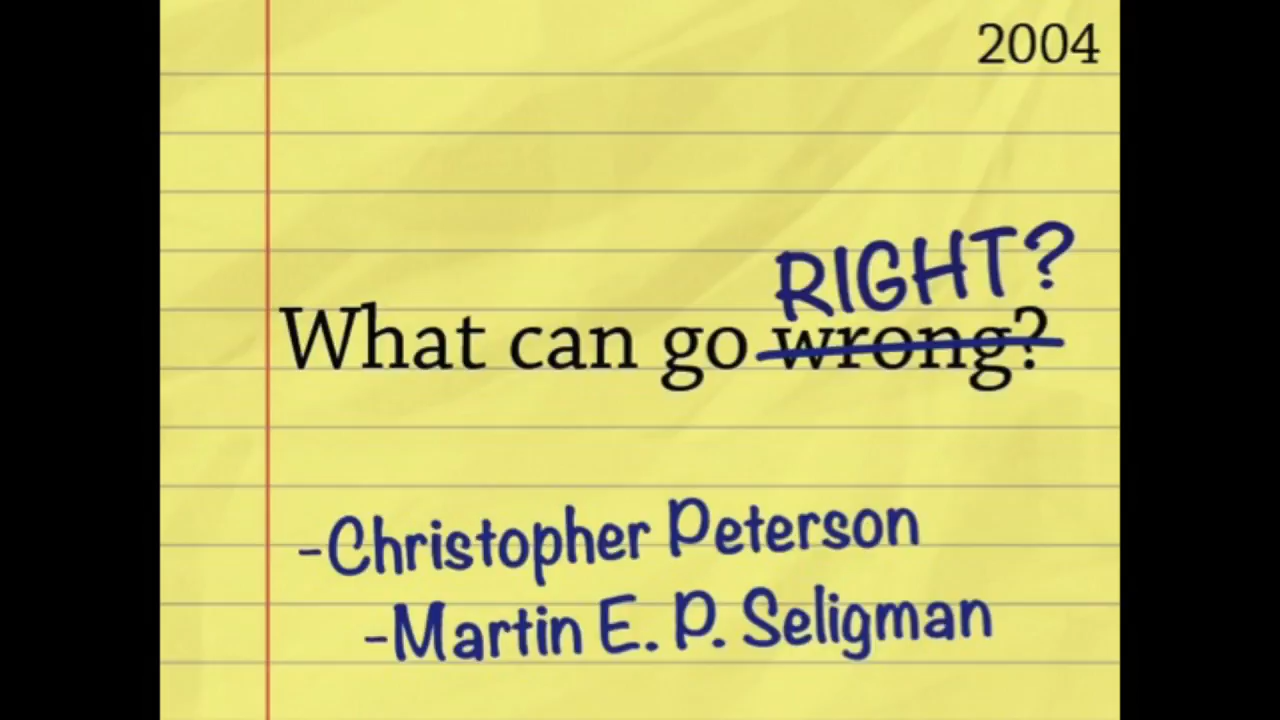 2004
RIGHT?
What can go wrong?
-Christopher Peterson
-Martin E. P. Seligman